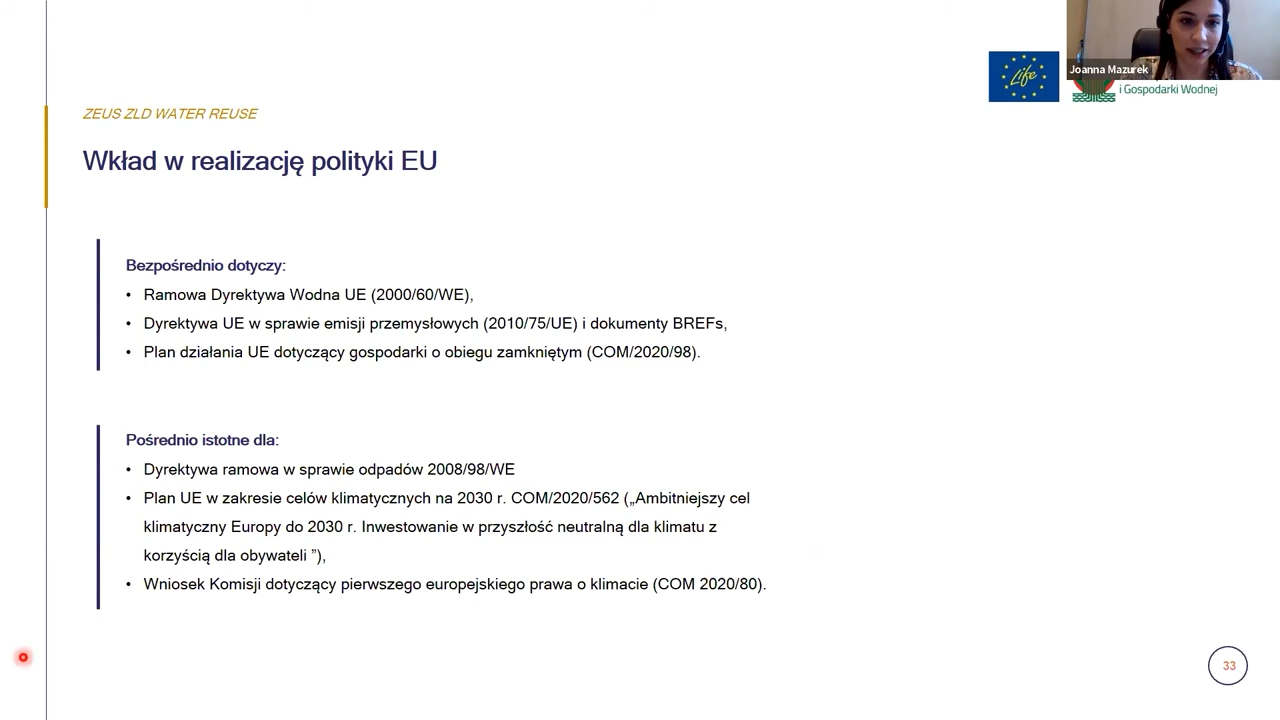 Life
Joanna Mazurek
i Gospodarki Wodnej
ZEUS ZLD WATER REUSE
Wkład w realizację polityki EU
Bezpośrednio dotyczy:
• Ramowa Dyrektywa Wodna UE (2000/60/WE),
• Dyrektywa UE w sprawie emisji przemysłowych (2010/75/UE) i dokumenty BREFs,
• Plan działania UE dotyczący gospodarki o obiegu zamkniętym (COM/2020/98).
Pośrednio istotne dla:
• Dyrektywa ramowa w sprawie odpadów 2008/98/WE
• Plan UE w zakresie celów klimatycznych na 2030 r. COM/2020/562 („Ambitniejszy cel
klimatyczny Europy do 2030 r. Inwestowanie w przyszłość neutralną dla klimatu z
korzyścią dla obywateli ”),
• Wniosek Komisji dotyczący pierwszego europejskiego prawa o klimacie (COM 2020/80).
33